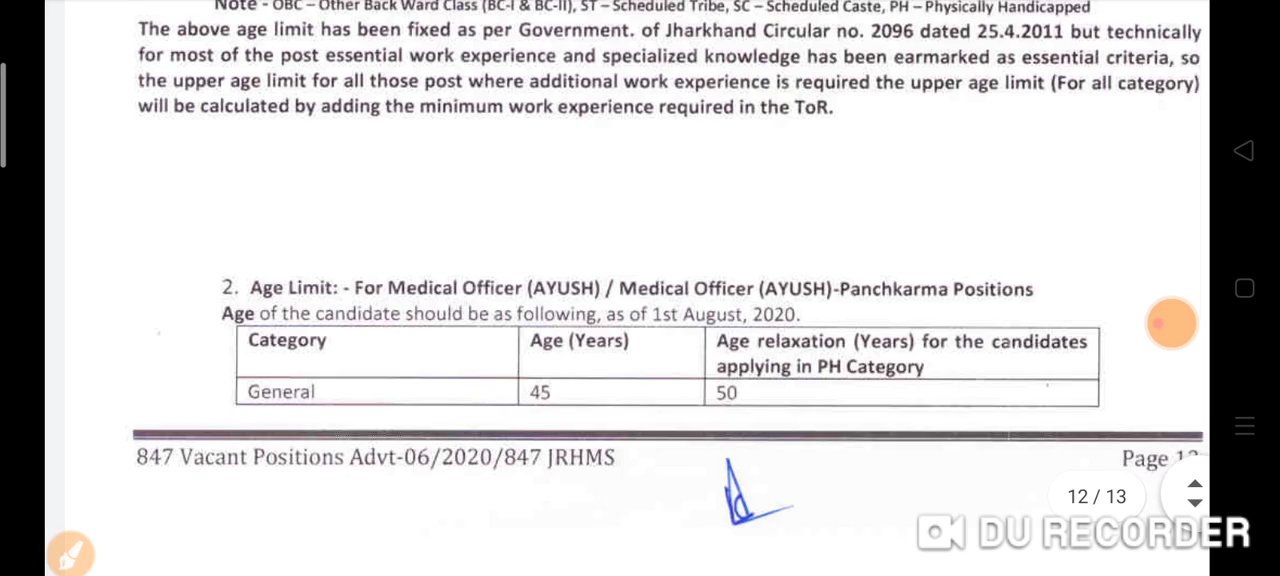 Note - OBC – Other Back Ward Class (BC-I & BC-II), ST – Scheduled Tribe, SC – Scheduled Caste, PH – Physically Handicapped
The above age limit has been fixed as per Government. of Jharkhand Circular no. 2096 dated 25.4.2011 but technically
for most of the post essential work experience and specialized knowledge has been earmarked as essential criteria, so
the upper age limit for all those post where additional work experience is required the upper age limit (For all category)
will be calculated by adding the minimum work experience required in the ToR.
2. Age Limit: - For Medical Officer (AYUSH) / Medical Officer (AYUSH)-Panchkarma Positions
Age of the candidate should be as following, as of 1st August, 2020.
Category Age (Years) Age relaxation (Years) for the candidates
applying in PH Category
General 45 50
847 Vacant Positions Advt-06/2020/847 JRHMS Page
12 / 13
DU RECORDER